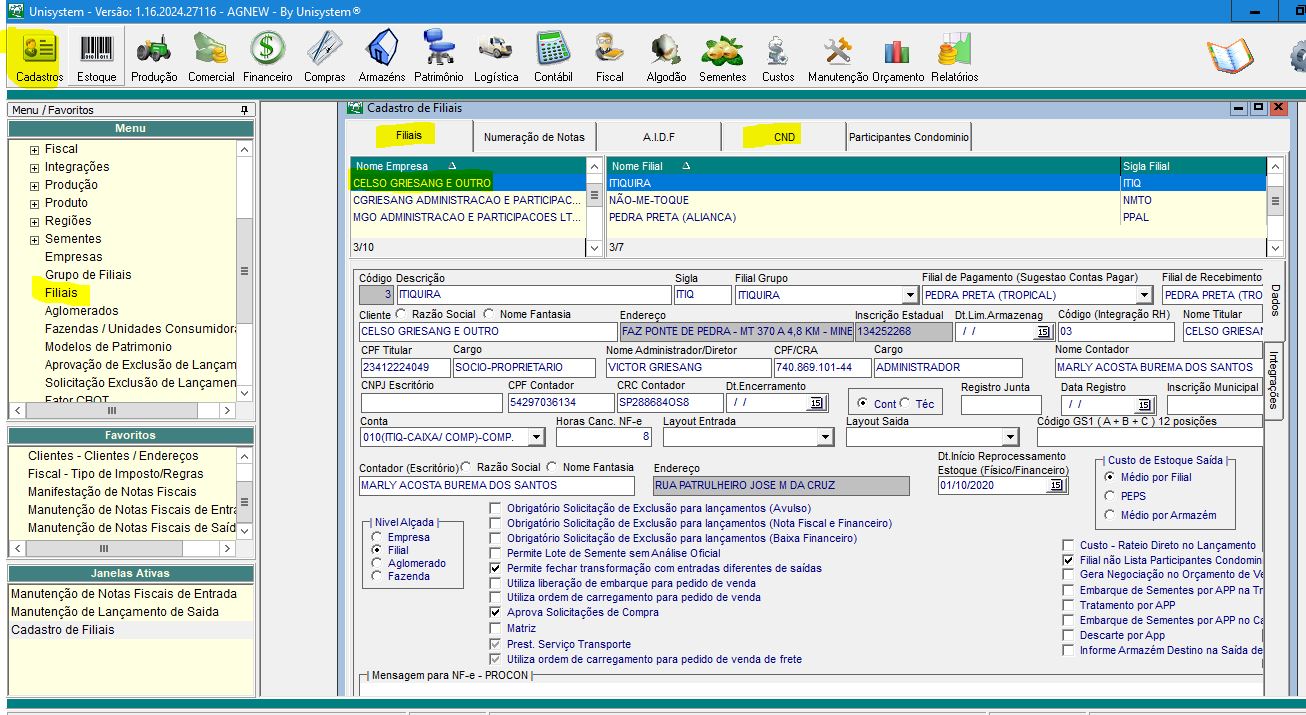 Unisystem - Versão: 1.16.2024.27116 - AGNEW - By Unisystem®
Cadastros Estoque Produção Comercial Financeiro Compras Armazéns Patrimônio Logística Contábil Fiscal Algodão Sementes Custos Manutenção Orçamento Relatórios
Menu / Favoritos
Menu
Fiscal
Integrações
Produção
Produto
Regiões
Sementes
Empresas
Grupo de Filiais
Filiais
Aglomerados
Fazendas / Unidades Consumidora
Modelos de Patrimonio
Aprovação de Exclusão de Lançam
Solicitação Exclusão de Lançamen
Fator CBOT
Favoritos
Clientes - Clientes / Endereços
Fiscal - Tipo de Imposto/Regras
Manifestação de Notas Fiscais
Manutenção de Notas Fiscais de Entra
Manutenção de Notas Fiscais de Saíd
Janelas Ativas
Manutenção de Notas Fiscais de Entrada
Manutenção de Lançamento de Saida
Cadastro de Filiais
Cadastro de Filiais
Filiais Numeração de Notas A.I.D.F CND Participantes Condominio
Nome Empresa Nome Filial Sigla Filial
CELSO GRIESANG E OUTRO ITIQUIRA ITIQ
CGRIESANG ADMINISTRACAO E PARTICIPAC... NÃO-ME-TOQUE NMTO
MGO ADMINISTRACAO E PARTICIPACOES LT... PEDRA PRETA (ALIANCA) PPAL
3/10 3/7
Dados
Integrações
Código Descrição Sigla Filial Grupo Filial de Pagamento (Sugestao Contas Pagar) Filial de Recebimento
3 ITIQUIRA ITIQ ITIQUIRA PEDRA PRETA (TROPICAL) PEDRA PRETA (TRO
Cliente Razão Social Nome Fantasia Endereço Inscrição Estadual Dt.Lim.Armazenag Código (Integração RH) Nome Titular
CELSO GRIESANG E OUTRO FAZ PONTE DE PEDRA - MT 370 A 4,8 KM - MINE 134252268 / / 15 03 CELSO GRIESAN
CPF Titular Cargo Nome Administrador/Diretor CPF/CRA Cargo Nome Contador
23412224049 SOCIO-PROPRIETARIO VICTOR GRIESANG 740.869.101-44 ADMINISTRADOR MARLY ACOSTA BUREMA DOS SANTOS
CNPJ Escritório CPF Contador CRC Contador Dt.Encerramento Cont Téc Registro Junta Data Registro Inscrição Municipal
54297036134 SP288684OS8 / / 15 / / 15
Conta Horas Canc. NF-e Layout Entrada Layout Saida Código GS1 ( A + B + C ) 12 posições
010(ITIQ-CAIXA/ COMP)-COMP. 8
Contador (Escritório) Razão Social Nome Fantasia Endereço Dt.Início Reprocessamento Estoque (Físico/Financeiro)
MARLY ACOSTA BUREMA DOS SANTOS RUA PATRULHEIRO JOSE M DA CRUZ 01/10/2020 15
Custo de Estoque Saída
Médio por Filial
PEPS
Médio por Armazém
Nivel Alçada
Empresa
Filial
Aglomerado
Fazenda
Obrigatório Solicitação de Exclusão para lançamentos (Avulso)
Obrigatório Solicitação de Exclusão para lançamentos (Nota Fiscal e Financeiro)
Obrigatório Solicitação de Exclusão para lançamentos (Baixa Financeiro)
Permite Lote de Semente sem Análise Oficial
Permite fechar transformação com entradas diferentes de saídas
Utiliza liberação de embarque para pedido de venda
Utiliza ordem de carregamento para pedido de venda
Aprova Solicitações de Compra
Matriz
Prest. Serviço Transporte
Utiliza ordem de carregamento para pedido de venda de frete
Custo - Rateio Direto no Lançamento
Filial não Lista Participantes Condomin
Gera Negociação no Orçamento de Ve
Embarque de Sementes por APP na Tr
Tratamento por APP
Embarque de Sementes por APP no Ca
Descarte por App
Informe Armazém Destino na Saída de
Mensagem para NF-e - PROCON